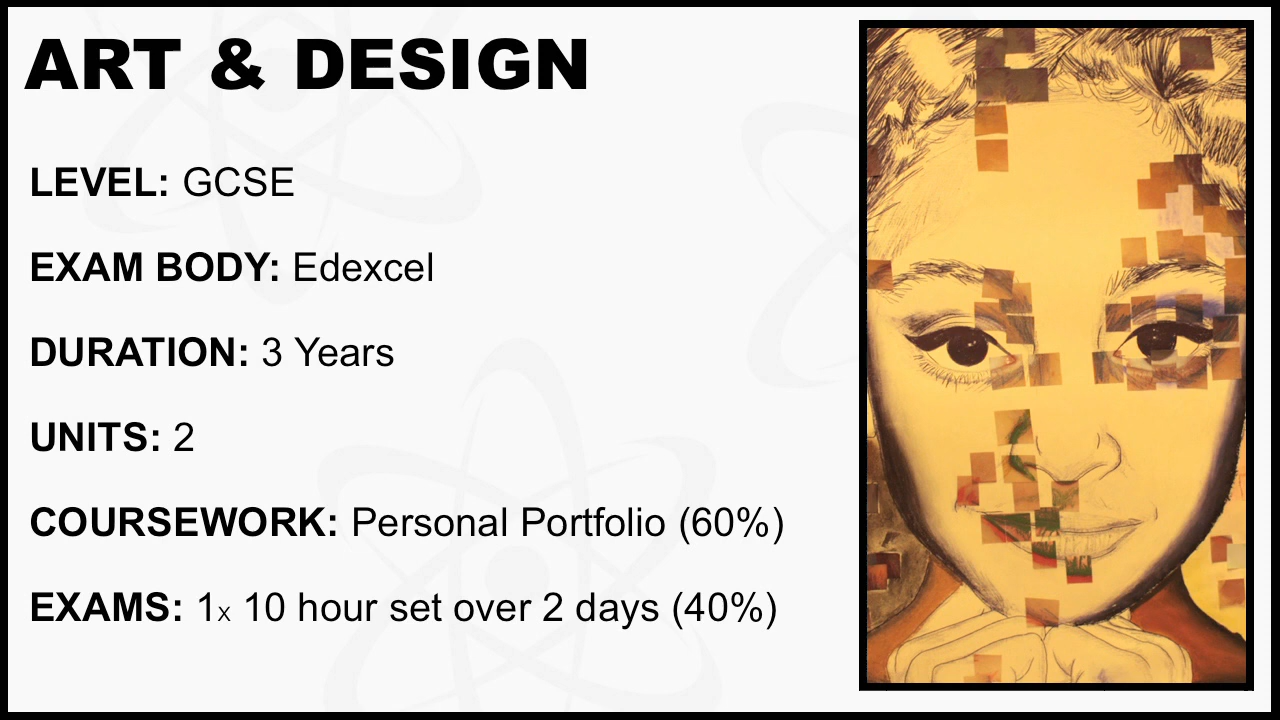 ART & DESIGN
LEVEL: GCSE
EXAM BODY: Edexcel
DURATION: 3 Years
UNITS: 2
COURSEWORK: Personal Portfolio (60%)
EXAMS: 1x 10 hour set over 2 days (40%)